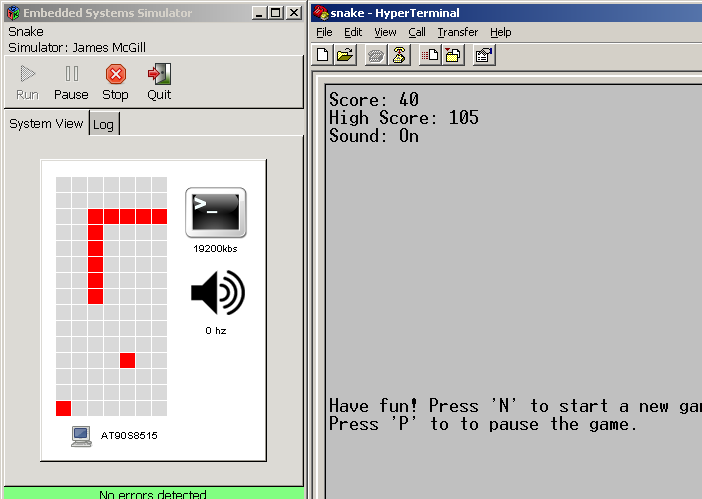 Embedded Systems Simulator
Snake
Simulator: James McGill
Run Pause Stop Quit
System View Log
>_
19200kbs
0 hz
AT90S8515
No errors detected
snake - HyperTerminal
File Edit View Call Transfer Help
Score: 40
High Score: 105
Sound: On
Have fun! Press 'N' to start a new gam
Press 'P' to to pause the game.